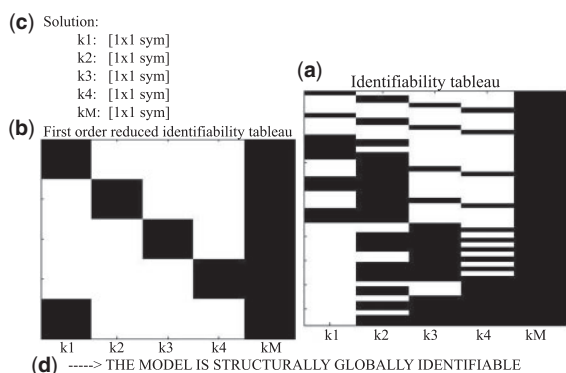 (c) Solution:
k1: [1x1 sym]
k2: [1x1 sym]
k3: [1x1 sym]
k4: [1x1 sym]
kM: [1x1 sym]
(a)
Identifiability tableau
(b) First order reduced identifiability tableau
k1 k2 k3 k4 kM
k1 k2 k3 k4 kM
(d) -----> THE MODEL IS STRUCTURALLY GLOBALLY IDENTIFIABLE